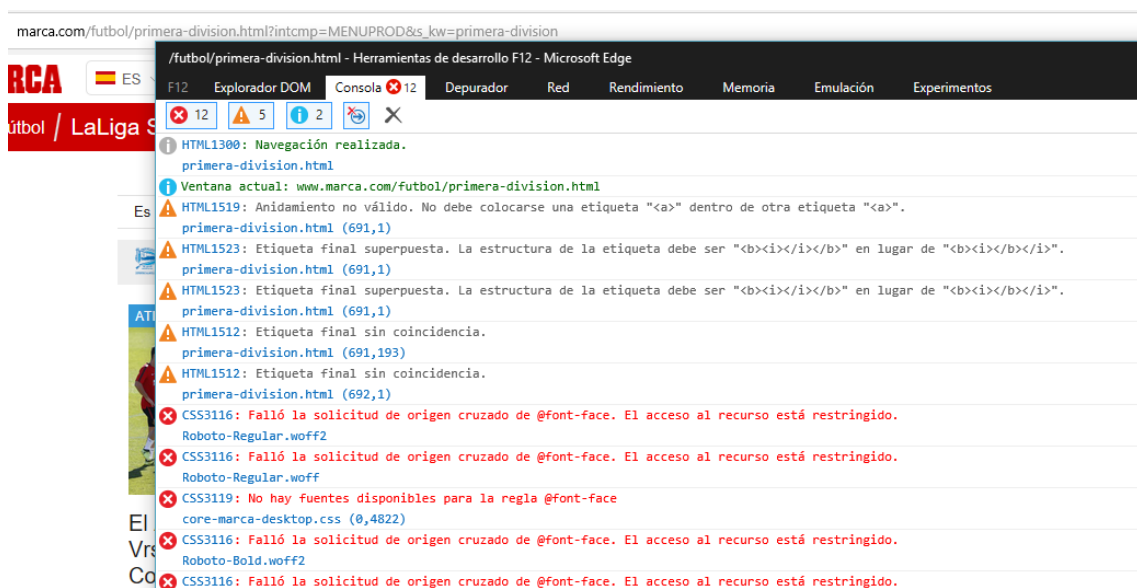 marca.com/futbol/primera-division.html?intcmp=MENUPROD&s_kw=primera-division
/futbol/primera-division.html - Herramientas de desarrollo F12 - Microsoft Edge
F12 Explorador DOM Consola 12 Depurador Red Rendimiento Memoria Emulación Experimentos
RCA ES
12 5 2
útbol / LaLiga S
HTML1300: Navegación realizada.
primera-division.html
Ventana actual: www.marca.com/futbol/primera-division.html
Es
HTML1519: Anidamiento no válido. No debe colocarse una etiqueta "<a>" dentro de otra etiqueta "<a>".
primera-division.html (691,1)
HTML1523: Etiqueta final superpuesta. La estructura de la etiqueta debe ser "<b><i></i></b>" en lugar de "<b><i></b></i>".
primera-division.html (691,1)
HTML1523: Etiqueta final superpuesta. La estructura de la etiqueta debe ser "<b><i></i></b>" en lugar de "<b><i></b></i>".
primera-division.html (691,1)
ATI
HTML1512: Etiqueta final sin coincidencia.
primera-division.html (691,193)
HTML1512: Etiqueta final sin coincidencia.
primera-division.html (692,1)
CSS3116: Falló la solicitud de origen cruzado de @font-face. El acceso al recurso está restringido.
Roboto-Regular.woff2
CSS3116: Falló la solicitud de origen cruzado de @font-face. El acceso al recurso está restringido.
Roboto-Regular.woff
CSS3119: No hay fuentes disponibles para la regla @font-face
core-marca-desktop.css (0,4822)
El
CSS3116: Falló la solicitud de origen cruzado de @font-face. El acceso al recurso está restringido.
Vrs
Roboto-Bold.woff2
Co
CSS3116: Falló la solicitud de origen cruzado de @font-face. El acceso al recurso está restringido.